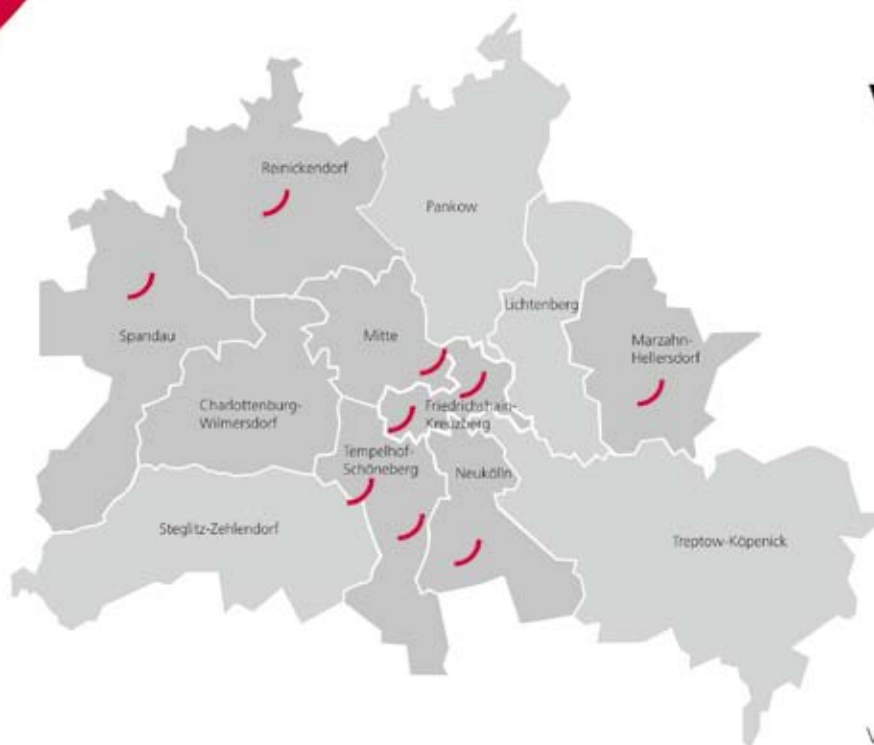 Reinickendorf
Pankow
Lichtenberg
Spandau
Mitte
Marzahn-
Hellersdorf
Charlottenburg-
Wilmersdorf
Friedrichshain-
Kreuzberg
Tempelhof-
Schöneberg
Neukölln
Steglitz-Zehlendorf
Treptow-Köpenick